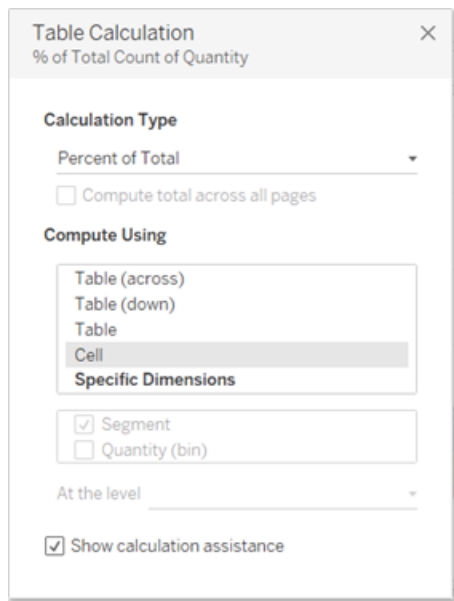 Table Calculation
% of Total Count of Quantity
Calculation Type
Percent of Total
Compute total across all pages
Compute Using
Table (across)
Table (down)
Table
Cell
Specific Dimensions
Segment
Quantity (bin)
At the level
Show calculation assistance